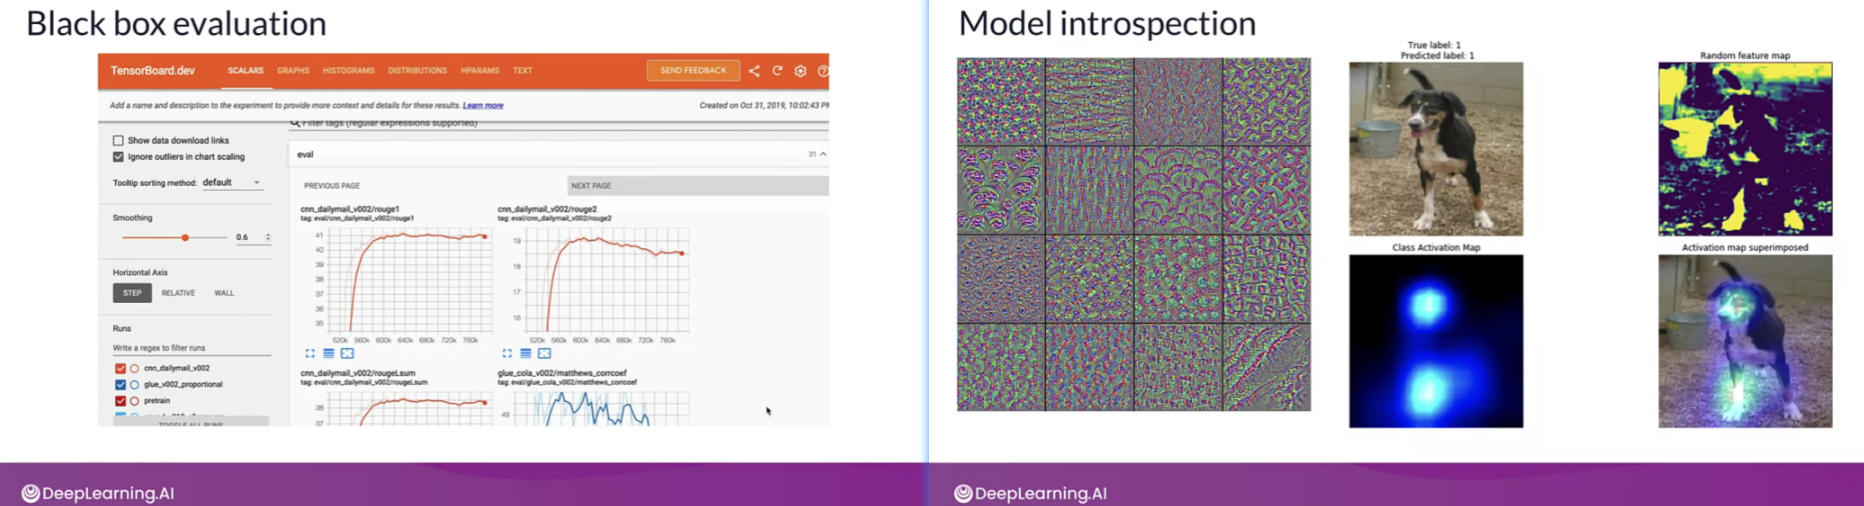 Black box evaluation
TensorBoard.dev SCALARS GRAPHS HISTOGRAMS DISTRIBUTIONS HPARAMS TEXT SEND FEEDBACK
Add a name and description to the experiment to provide more context and details for these results. Learn more Created on Oct 31, 2019, 10:02:43 PM
Filter tags (regular expressions supported)
Show data download links
Ignore outliers in chart scaling
Tooltip sorting method: default
Smoothing
0.6
Horizontal Axis
STEP RELATIVE WALL
Runs
Write a regex to filter runs
cnn_dailymail_v002
glue_v002_proportional
pretrain
TOGGLE ALL RUNS
eval 31
PREVIOUS PAGE NEXT PAGE
cnn_dailymail_v002/rouge1
tag: eval/cnn_dailymail_v002/rouge1
41
40
39
38
37
36
35
520k 560k 600k 640k 680k 720k 760k
cnn_dailymail_v002/rouge2
tag: eval/cnn_dailymail_v002/rouge2
19
18
17
16
520k 560k 600k 640k 680k 720k 760k
cnn_dailymail_v002/rougeLsum
tag: eval/cnn_dailymail_v002/rougeLsum
38
37
glue_cola_v002/matthews_corrcoef
tag: eval/glue_cola_v002/matthews_corrcoef
49
DeepLearning.AI
Model introspection
True label: 1
Predicted label: 1
Random feature map
Class Activation Map
Activation map superimposed
DeepLearning.AI